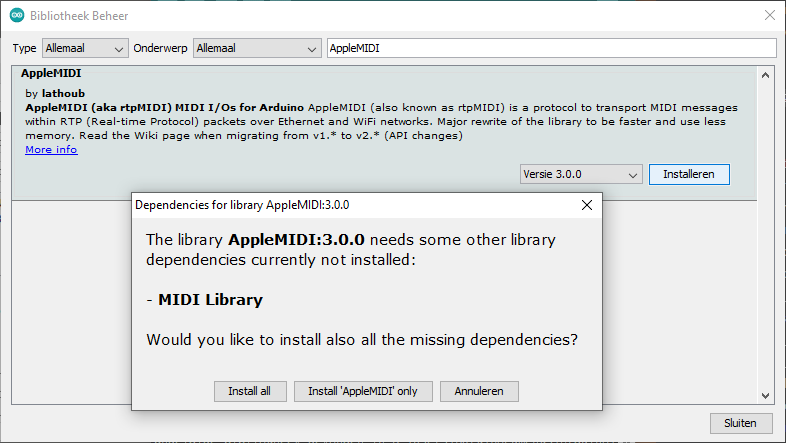 Bibliotheek Beheer
Type Allemaal Onderwerp Allemaal AppleMIDI
AppleMIDI
by lathoub
AppleMIDI (aka rtpMIDI) MIDI I/Os for Arduino AppleMIDI (also known as rtpMIDI) is a protocol to transport MIDI messages
within RTP (Real-time Protocol) packets over Ethernet and WiFi networks. Major rewrite of the library to be faster and use less
memory. Read the Wiki page when migrating from v1.* to v2.* (API changes)
More info
Versie 3.0.0 Installeren
Dependencies for library AppleMIDI:3.0.0
The library AppleMIDI:3.0.0 needs some other library
dependencies currently not installed:
- MIDI Library
Would you like to install also all the missing dependencies?
Install all Install 'AppleMIDI' only Annuleren
Sluiten